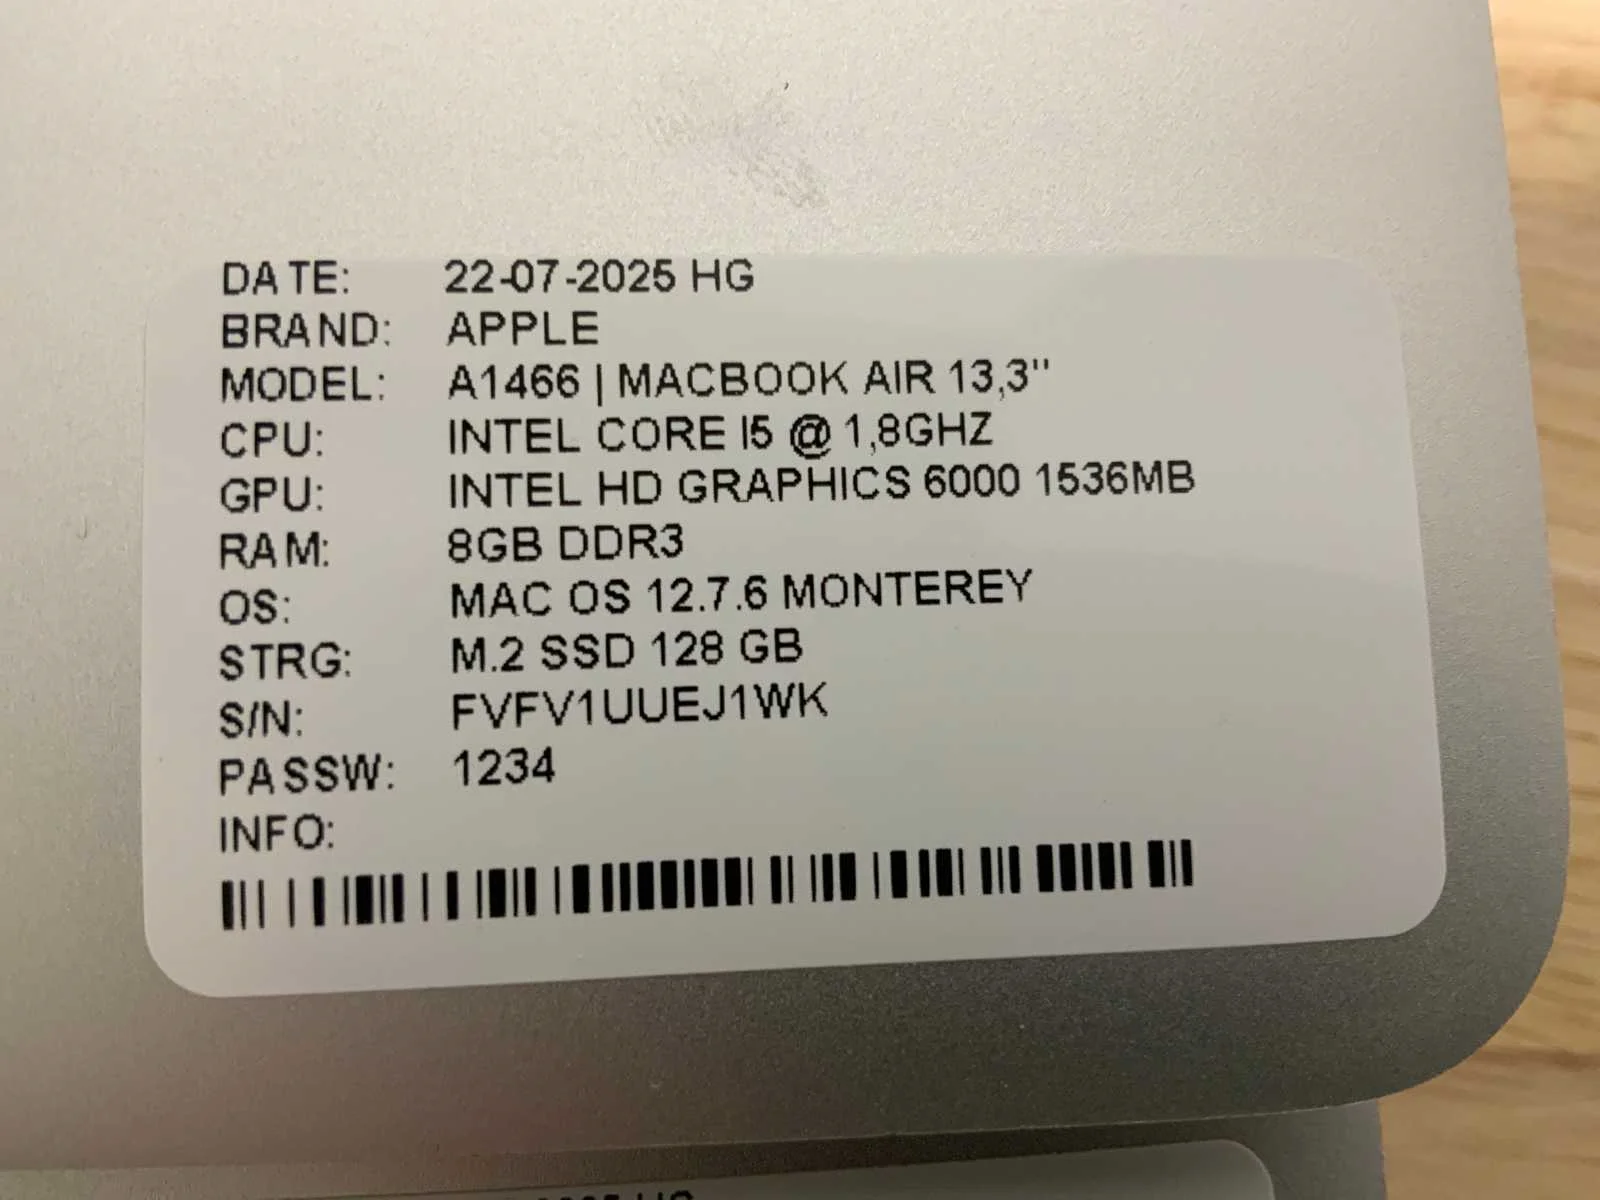 DATE: 22-07-2025 HG
BRAND: APPLE
MODEL: A1466 | MACBOOK AIR 13,3"
CPU: INTEL CORE I5 @ 1,8GHZ
GPU: INTEL HD GRAPHICS 6000 1536MB
RAM: 8GB DDR3
OS: MAC OS 12.7.6 MONTEREY
STRG: M.2 SSD 128 GB
S/N: FVFV1UUEJ1WK
PASSW: 1234
INFO: